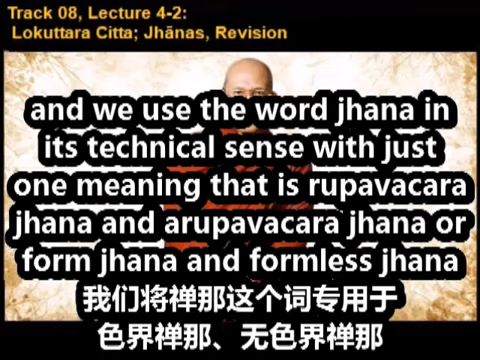 Track 08, Lecture 4-2:
Lokuttara Citta; Jhānas, Revision
and we use the word jhana in
its technical sense with just
one meaning that is rupavacara
jhana and arupavacara jhana or
form jhana and formless jhana
我们将禅那这个词专用于
色界禅那、无色界禅那